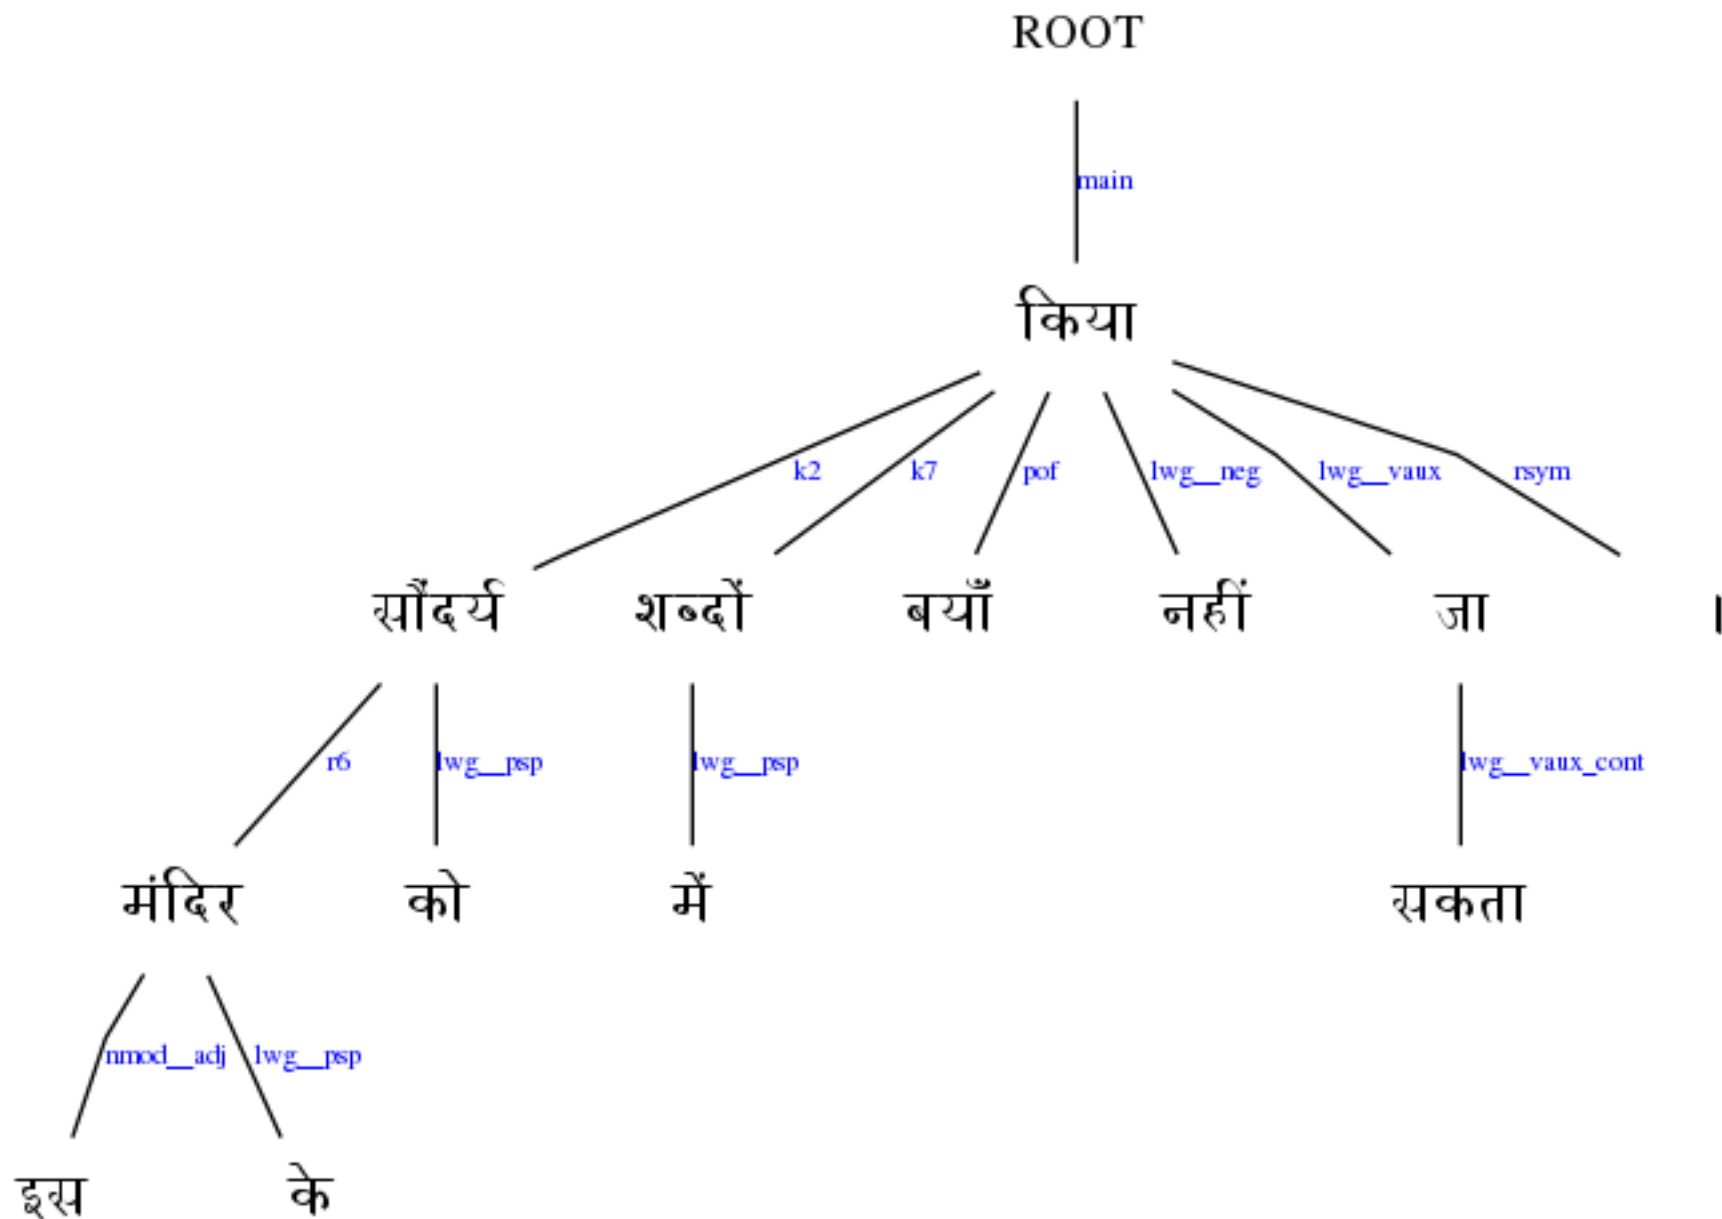 ROOT
main
किया
k2 k7 pof lwg__neg lwg__vaux rsym
सौंदर्य शब्दों बयाँ नहीं जा ।
r6 lwg__psp lwg__psp lwg__vaux_cont
मंदिर को में सकता
nmod__adj lwg__psp
इस के